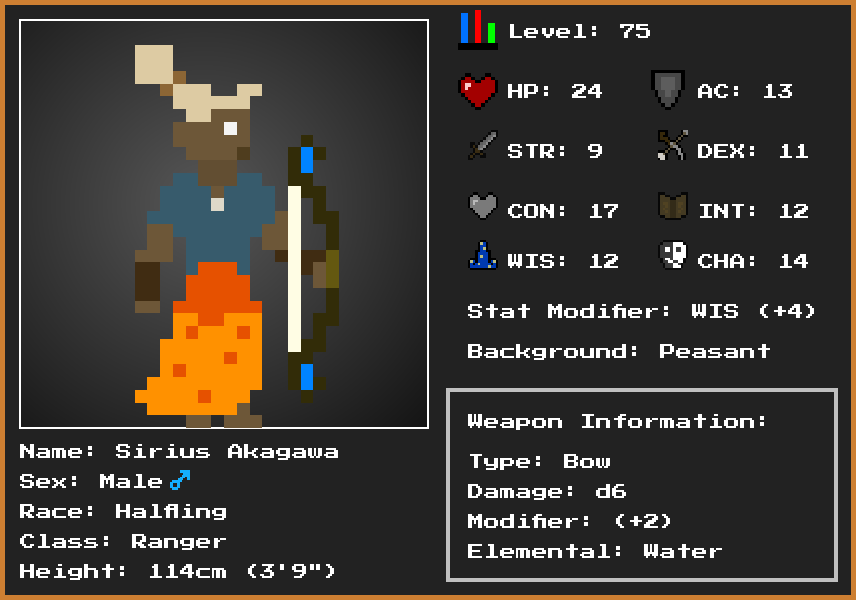 Level: 75
HP: 24
AC: 13
STR: 9
DEX: 11
CON: 17
INT: 12
WIS: 12
CHA: 14
Stat Modifier: WIS (+4)
Background: Peasant
Weapon Information:
Type: Bow
Damage: d6
Modifier: (+2)
Elemental: Water
Name: Sirius Akagawa
Sex: Male ♂
Race: Halfling
Class: Ranger
Height: 114cm (3'9")